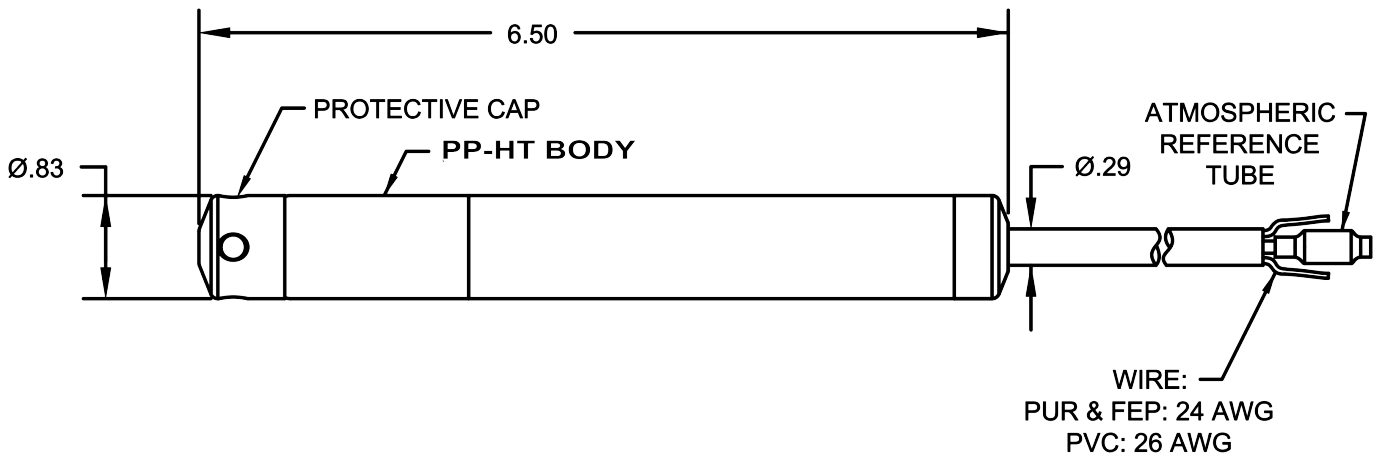 6.50
PROTECTIVE CAP
PP-HT BODY
Ø.83
Ø.29
ATMOSPHERIC
REFERENCE
TUBE
WIRE:
PUR & FEP: 24 AWG
PVC: 26 AWG